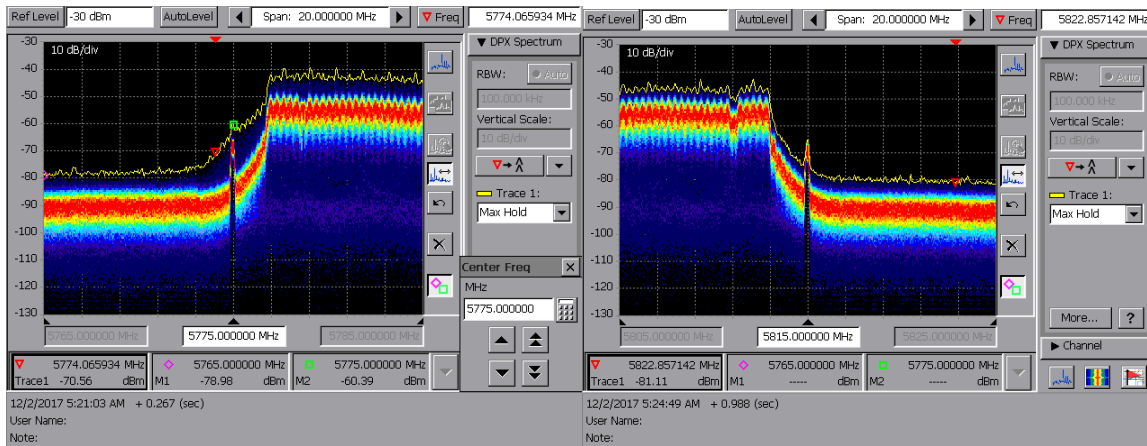 Ref Level -30 dBm AutoLevel Span: 20.000000 MHz Freq 5774.065934 MHz
DPX Spectrum
10 dB/div
-30
-40
-50
-60
-70
-80
-90
-100
-110
-120
-130
RBW:
Auto
100.000 kHz
Vertical Scale:
10 dB/div
Trace 1:
Max Hold
Center Freq
MHz
5775.000000
5765.000000 MHz 5775.000000 MHz 5785.000000 MHz
5774.065934 MHz 5765.000000 MHz 5775.000000 MHz
Trace1 -70.56 dBm M1 -78.98 dBm M2 -60.39 dBm
12/2/2017 5:21:03 AM + 0.267 (sec)
User Name:
Note:
Ref Level -30 dBm AutoLevel Span: 20.000000 MHz Freq 5822.857142 MHz
DPX Spectrum
10 dB/div
-30
-40
-50
-60
-70
-80
-90
-100
-110
-120
-130
RBW:
Auto
100.000 kHz
Vertical Scale:
10 dB/div
Trace 1:
Max Hold
More... ?
Channel
5805.000000 MHz 5815.000000 MHz 5825.000000 MHz
5822.857142 MHz 5765.000000 MHz 5775.000000 MHz
Trace1 -81.11 dBm M1 ----- dBm M2 ----- dBm
12/2/2017 5:24:49 AM + 0.988 (sec)
User Name:
Note: